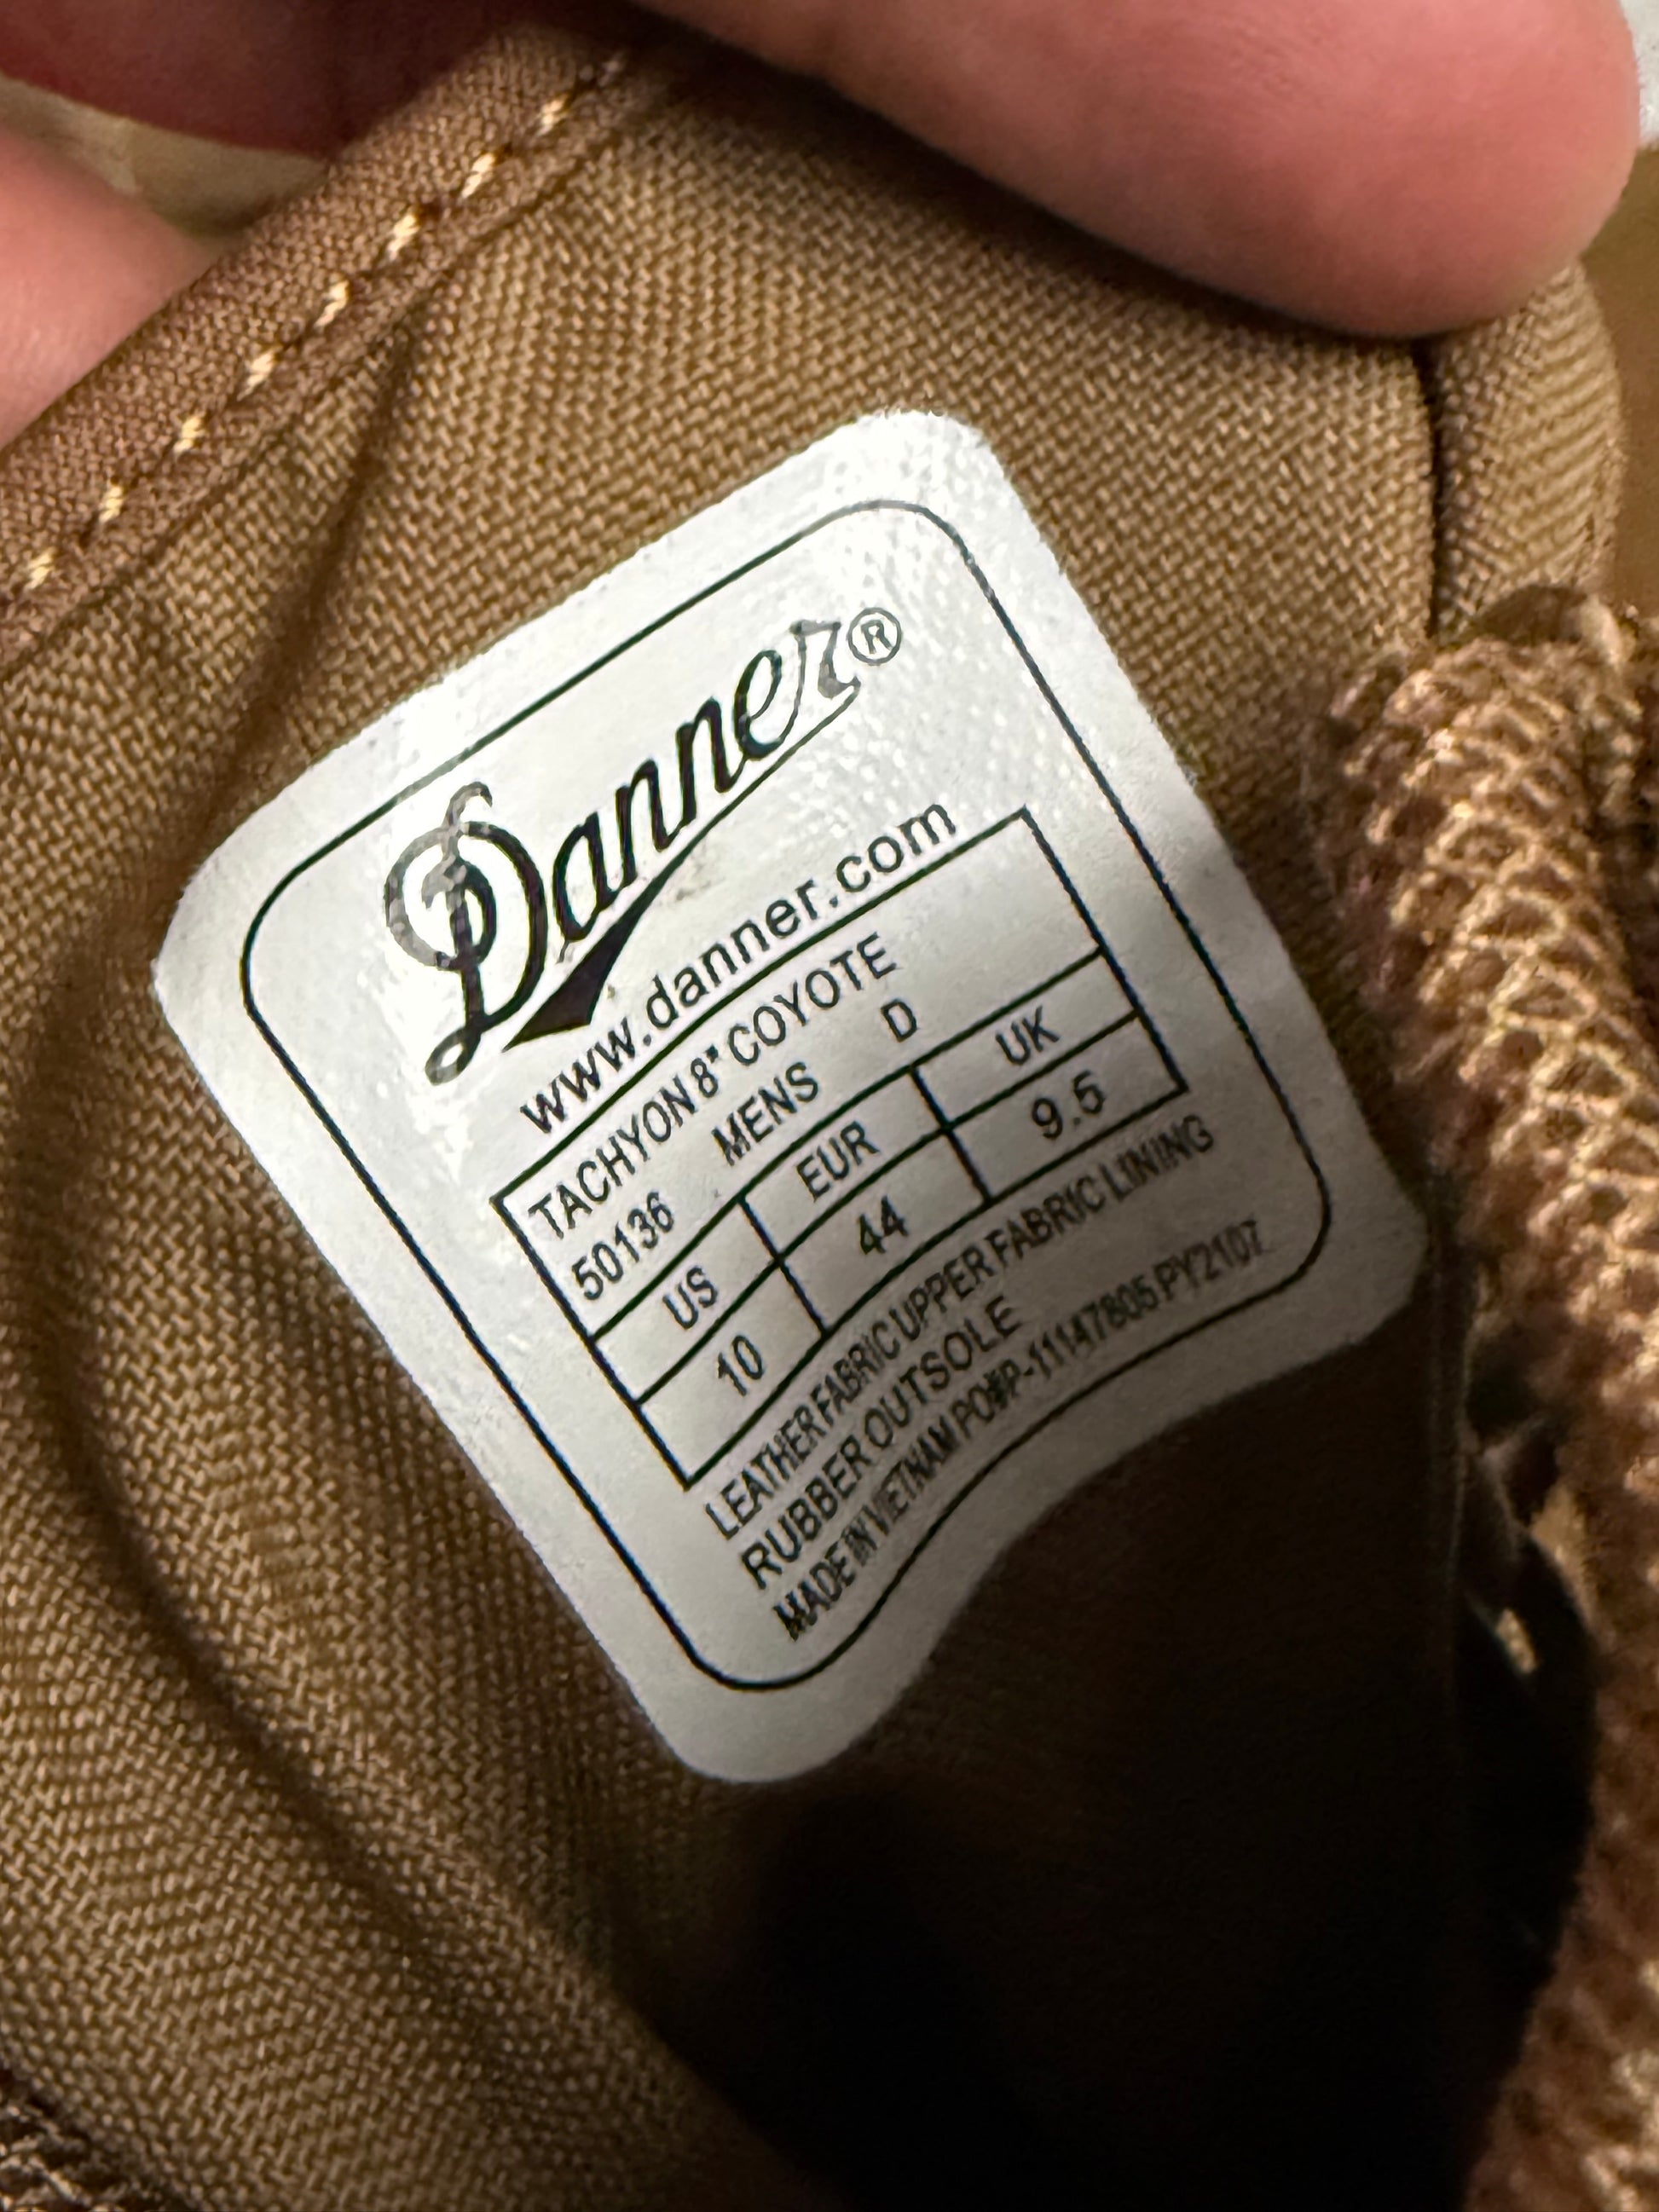 Danner®
www.danner.com
TACHYON 8" COYOTE
50136 MENS D
US EUR UK
10 44 9.5
LEATHER FABRIC UPPER FABRIC LINING
RUBBER OUTSOLE
MADE IN VIETNAM PO#P-11147805 PY2107